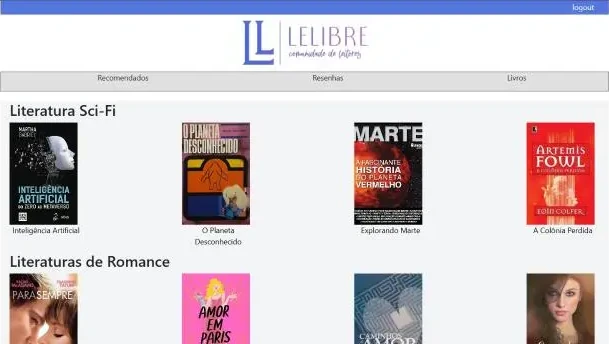 logout
LL LELIBRE
comunidade de leitores
Recomendados Resenhas Livros
Literatura Sci-Fi
MARTHA
GABRIEL
INTELIGÊNCIA
ARTIFICIAL
DO ZERO AO METAVERSO
O PLANETA
DESCONHECIDO
MARTE
A FASCINANTE
HISTÓRIA
DO PLANETA
VERMELHO
ARTEMIS
FOWL
A COLÔNIA PERDIDA
EOIN COLFER
Inteligência Artificial
O Planeta
Desconhecido
Explorando Marte
A Colônia Perdida
Literaturas de Romance
PARA SEMPRE
AMOR
EM
PARIS
CAMINHOS
AMOR